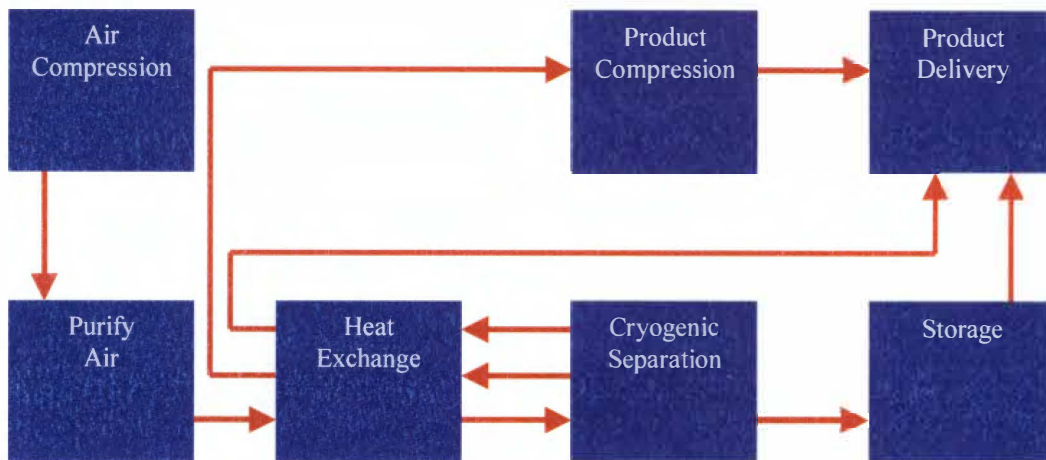 Air
Compression
Product
Compression
Product
Delivery
Purify
Air
Heat
Exchange
Cryogenic
Separation
Storage